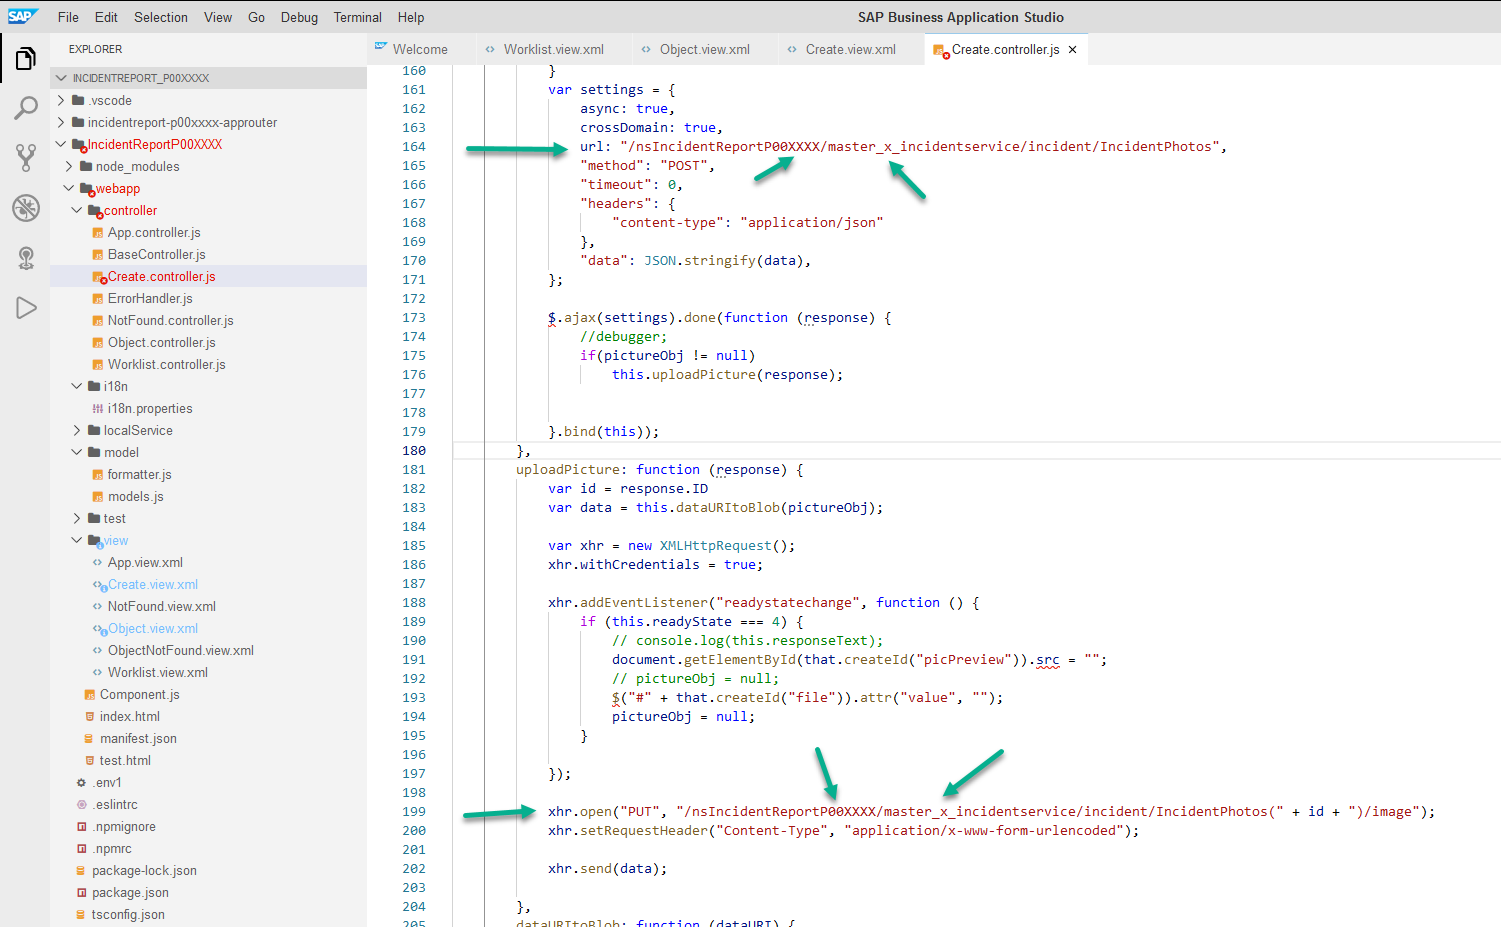 SAP File Edit Selection View Go Debug Terminal Help SAP Business Application Studio
EXPLORER
INCIDENTREPORT_P00XXXX
.vscode
incidentreport-p00xxxx-approuter
IncidentReportP00XXXX
node_modules
webapp
controller
App.controller.js
BaseController.js
Create.controller.js
ErrorHandler.js
NotFound.controller.js
Object.controller.js
Worklist.controller.js
i18n
i18n.properties
localService
model
formatter.js
models.js
test
view
App.view.xml
Create.view.xml
NotFound.view.xml
Object.view.xml
ObjectNotFound.view.xml
Worklist.view.xml
Component.js
index.html
manifest.json
test.html
.env1
.eslintrc
.npmignore
.npmrc
package-lock.json
package.json
tsconfig.json
Welcome Worklist.view.xml Object.view.xml Create.view.xml Create.controller.js ×
160 }
161 var settings = {
162 async: true,
163 crossDomain: true,
164 url: "/nsIncidentReportP00XXXX/master_x_incidentservice/incident/IncidentPhotos",
165 "method": "POST",
166 "timeout": 0,
167 "headers": {
168 "content-type": "application/json"
169 },
170 "data": JSON.stringify(data),
171 };
172
173 $.ajax(settings).done(function (response) {
174 //debugger;
175 if(pictureObj != null)
176 this.uploadPicture(response);
177
178
179 }.bind(this));
180 },
181 uploadPicture: function (response) {
182 var id = response.ID
183 var data = this.dataURItoBlob(pictureObj);
184
185 var xhr = new XMLHttpRequest();
186 xhr.withCredentials = true;
187
188 xhr.addEventListener("readystatechange", function () {
189 if (this.readyState === 4) {
190 // console.log(this.responseText);
191 document.getElementById(that.createId("picPreview")).src = "";
192 // pictureObj = null;
193 $("#" + that.createId("file")).attr("value", "");
194 pictureObj = null;
195 }
196
197 });
198
199 xhr.open("PUT", "/nsIncidentReportP00XXXX/master_x_incidentservice/incident/IncidentPhotos(" + id + ")/image");
200 xhr.setRequestHeader("Content-Type", "application/x-www-form-urlencoded");
201
202 xhr.send(data);
203
204 },
205 dataURItoBlob: function (dataURI) {